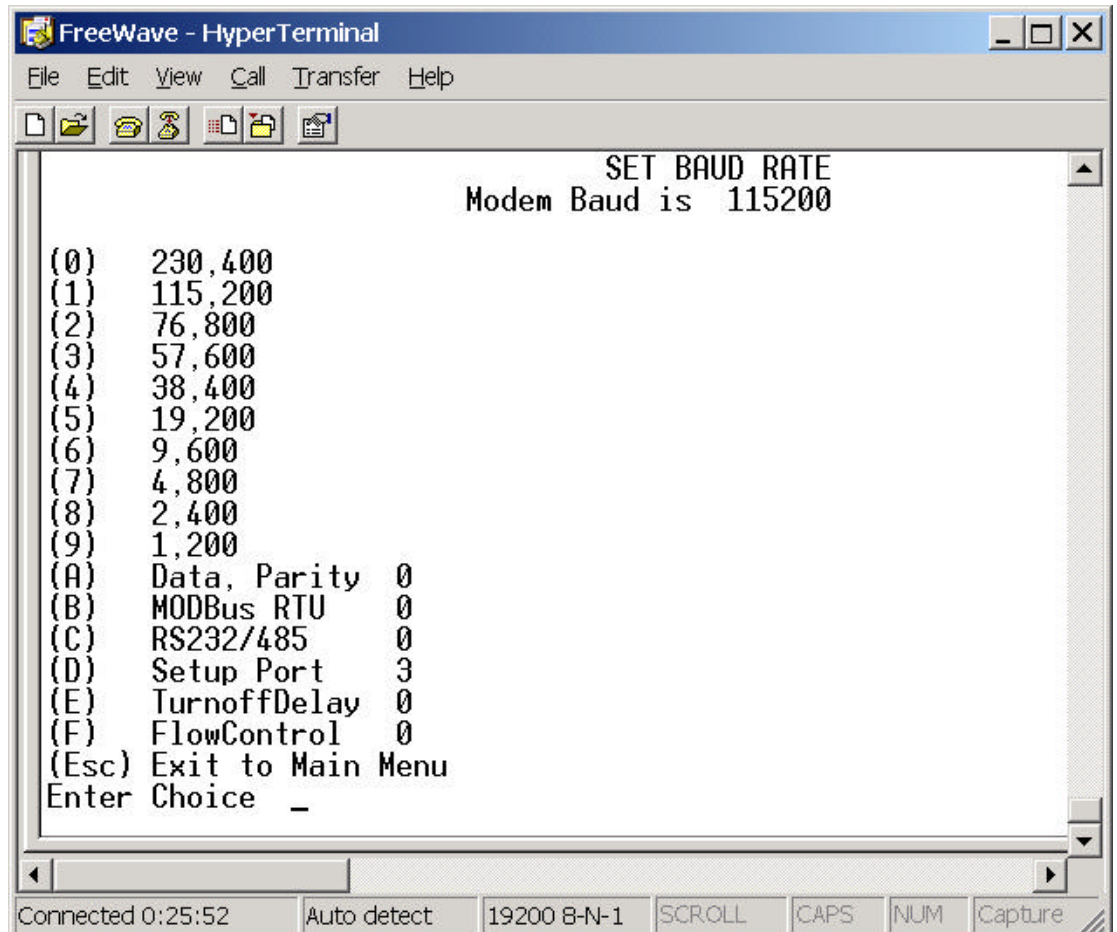 FreeWave - HyperTerminal
File Edit View Call Transfer Help
SET BAUD RATE
Modem Baud is 115200
(0) 230,400
(1) 115,200
(2) 76,800
(3) 57,600
(4) 38,400
(5) 19,200
(6) 9,600
(7) 4,800
(8) 2,400
(9) 1,200
(A) Data, Parity 0
(B) MODBus RTU 0
(C) RS232/485 0
(D) Setup Port 3
(E) TurnoffDelay 0
(F) FlowControl 0
(Esc) Exit to Main Menu
Enter Choice _
Connected 0:25:52 Auto detect 19200 8-N-1 SCROLL CAPS NUM Capture